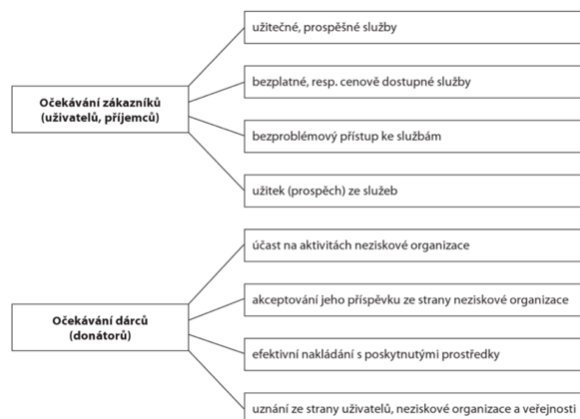 Očekávání zákazníků
(uživatelů, příjemců)
užitečné, prospěšné služby
bezplatné, resp. cenově dostupné služby
bezproblémový přístup ke službám
užitek (prospěch) ze služeb
Očekávání dárců
(donátorů)
účast na aktivitách neziskové organizace
akceptování jeho příspěvku ze strany neziskové organizace
efektivní nakládání s poskytnutými prostředky
uznání ze strany uživatelů, neziskové organizace a veřejnosti